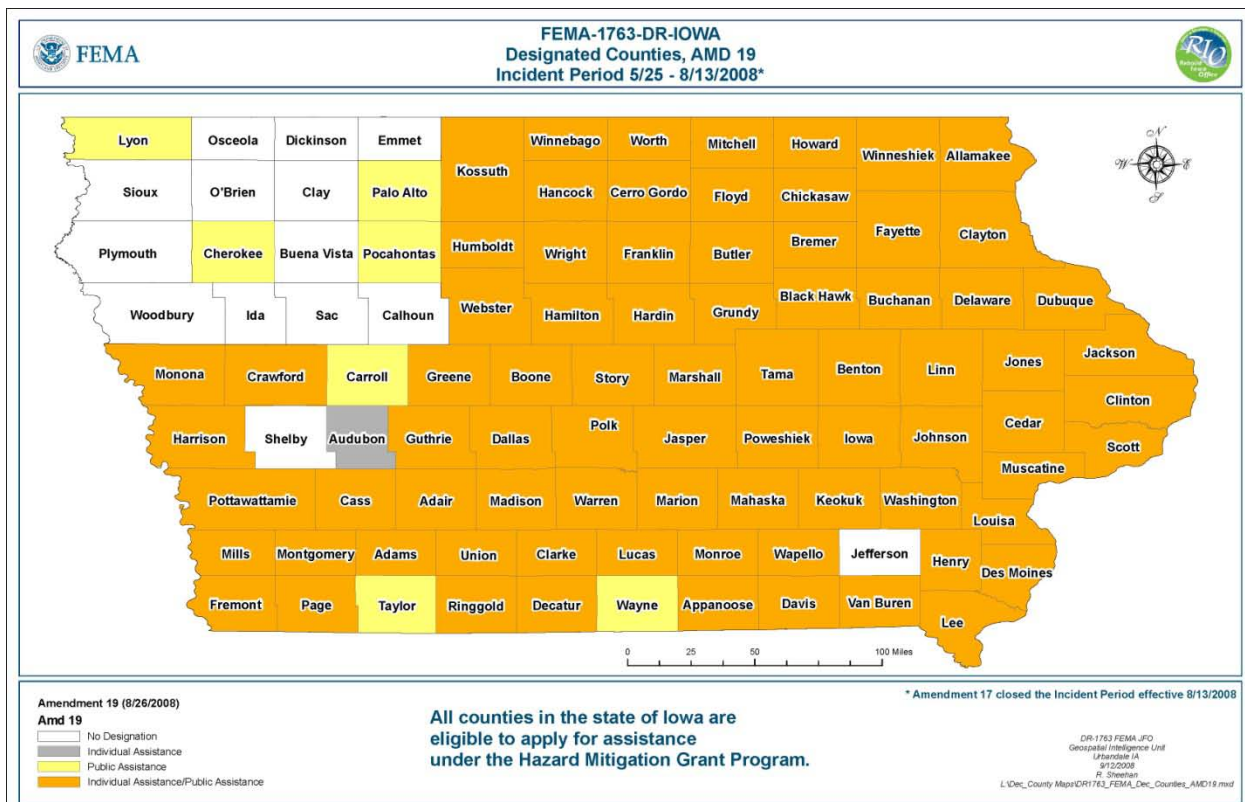 FEMA
FEMA-1763-DR-IOWA
Designated Counties, AMD 19
Incident Period 5/25 - 8/13/2008*
RIO
Rebuild Iowa
Office
Lyon Osceola Dickinson Emmet Kossuth Winnebago Worth Mitchell Howard Winneshiek Allamakee
N
W E
S
Sioux O'Brien Clay Palo Alto Hancock Cerro Gordo Floyd Chickasaw
Plymouth Cherokee Buena Vista Pocahontas Humboldt Wright Franklin Butler Bremer Fayette Clayton
Woodbury Ida Sac Calhoun Webster Hamilton Hardin Grundy Black Hawk Buchanan Delaware Dubuque
Monona Crawford Carroll Greene Boone Story Marshall Tama Benton Linn Jones Jackson
Clinton
Harrison Shelby Audubon Guthrie Dallas Polk Jasper Poweshiek Iowa Johnson Cedar Scott
Muscatine
Pottawattamie Cass Adair Madison Warren Marion Mahaska Keokuk Washington
Louisa
Mills Montgomery Adams Union Clarke Lucas Monroe Wapello Jefferson Henry Des Moines
Fremont Page Taylor Ringgold Decatur Wayne Appanoose Davis Van Buren Lee
0 25 50 100 Miles
Amendment 19 (8/26/2008)
Amd 19
No Designation
Individual Assistance
Public Assistance
Individual Assistance/Public Assistance
All counties in the state of Iowa are
eligible to apply for assistance
under the Hazard Mitigation Grant Program.
* Amendment 17 closed the Incident Period effective 8/13/2008
DR-1763 FEMA JFO
Geospatial Intelligence Unit
Urbandale IA
9/12/2008
R. Sheehan
L:\Dec_County Maps\DR1763_FEMA_Dec_Counties_AMD19.mxd